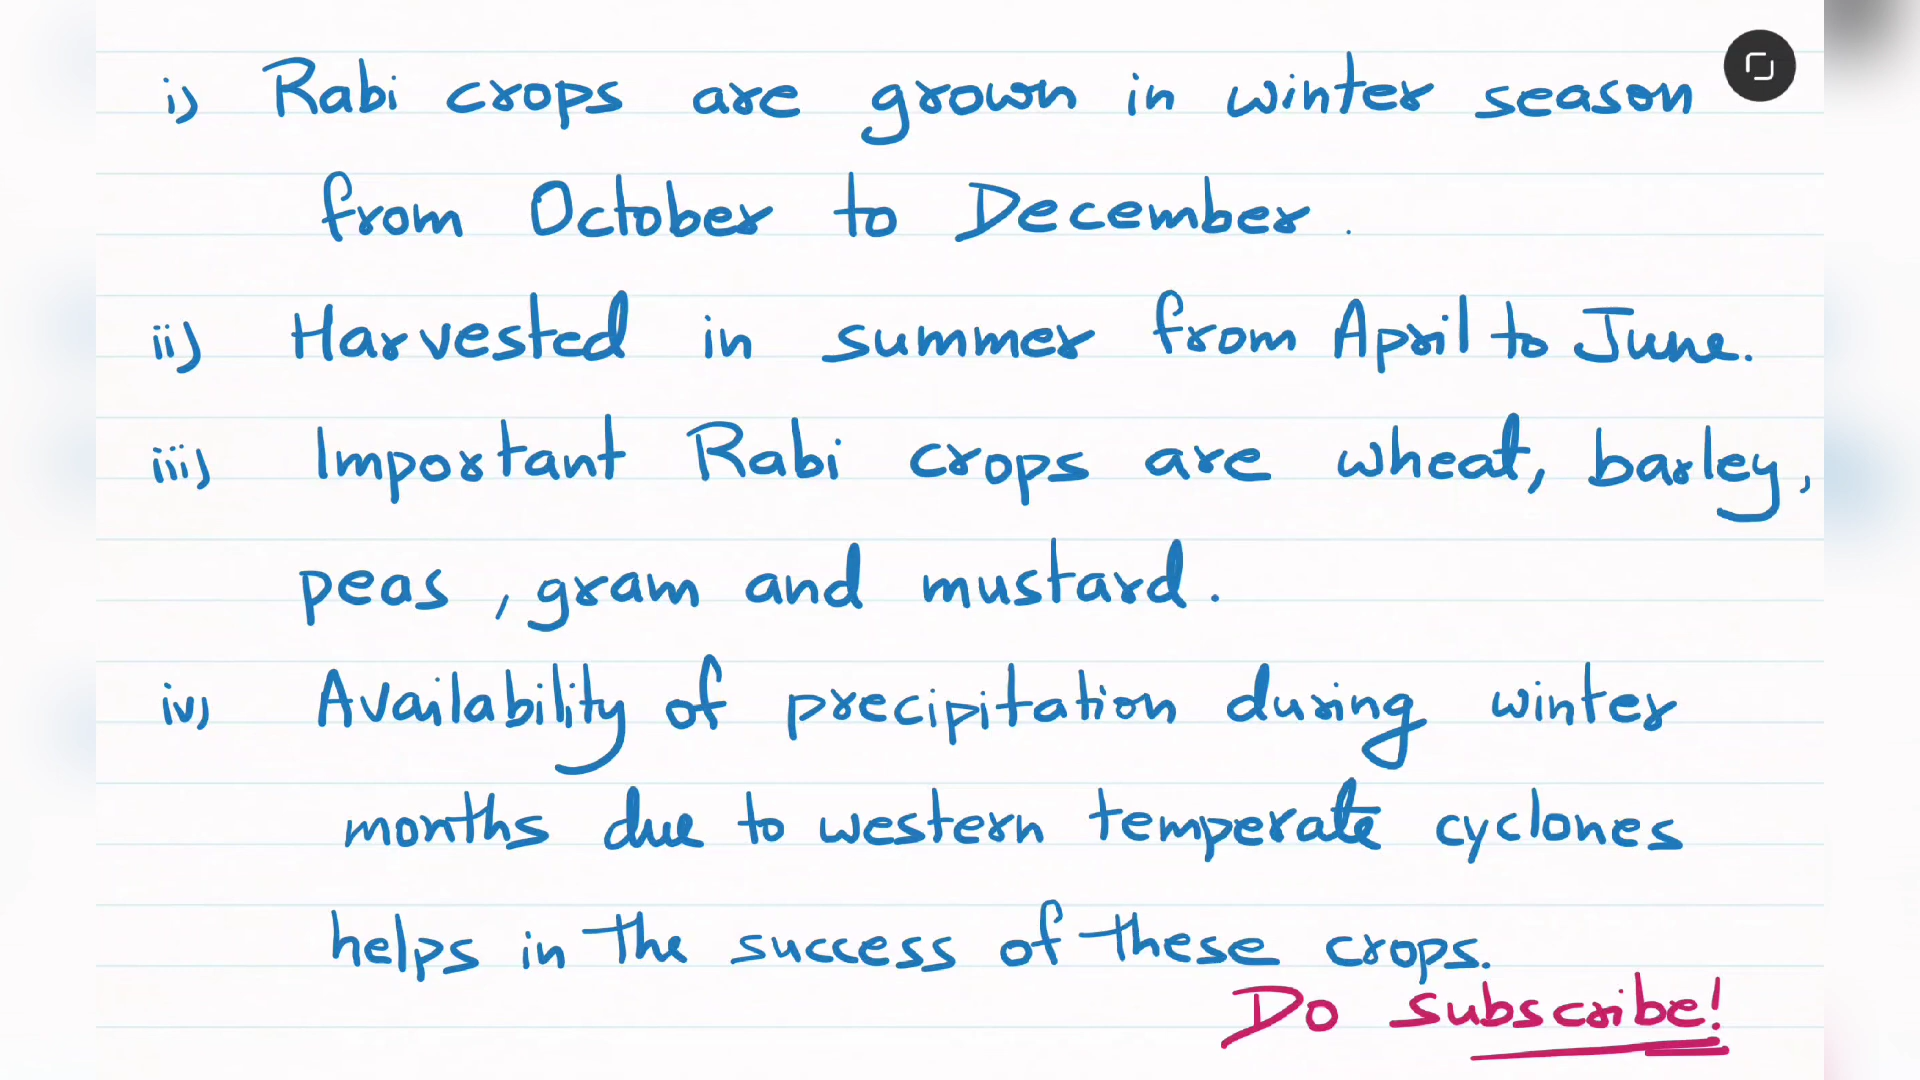 i) Rabi crops are grown in winter season
from October to December.
ii) Harvested in summer from April to June.
iii) Important Rabi crops are wheat, barley,
peas, gram and mustard.
iv) Availability of precipitation during winter
months due to western temperate cyclones
helps in the success of these crops.
Do subscribe!